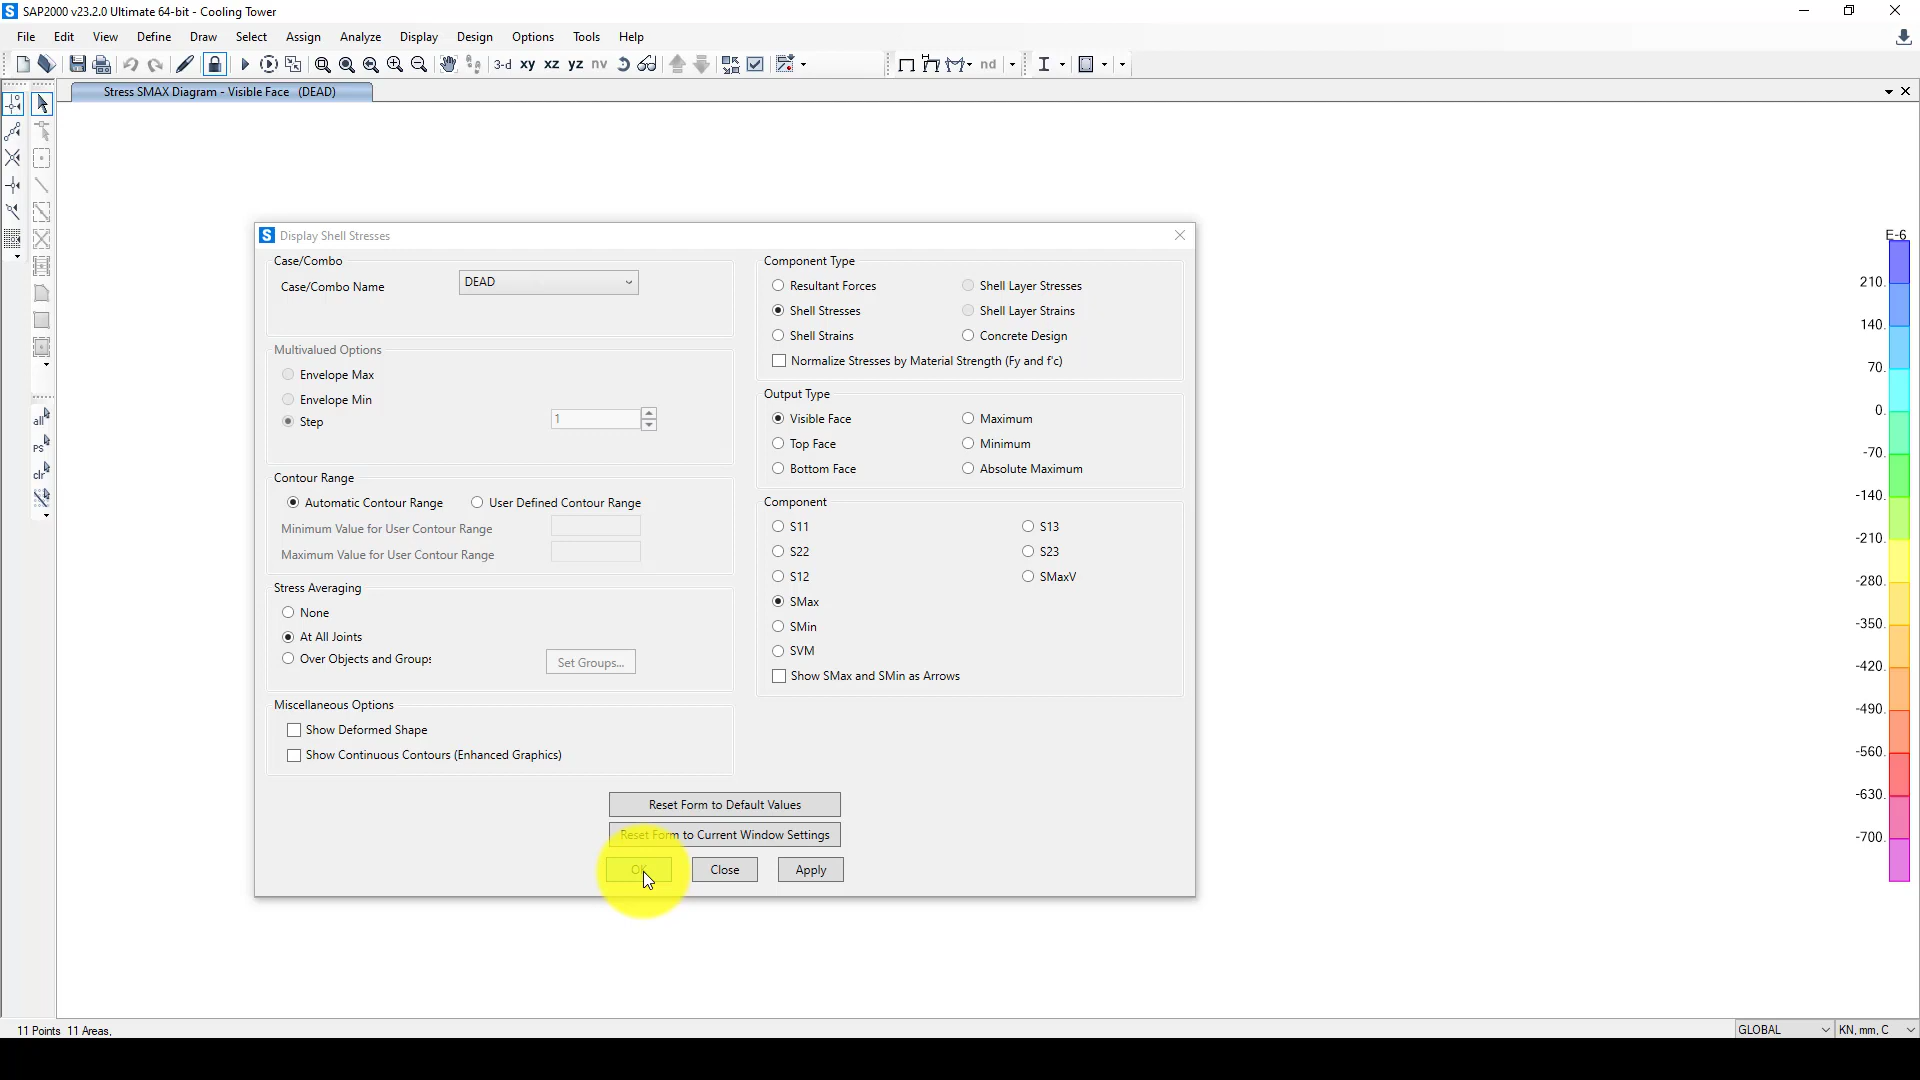 SAP2000 v23.2.0 Ultimate 64-bit - Cooling Tower
File Edit View Define Draw Select Assign Analyze Display Design Options Tools Help
3-d xy xz yz nv nd
Stress SMAX Diagram - Visible Face (DEAD)
all
ps
clr
Display Shell Stresses
Case/Combo
Case/Combo Name
DEAD
Multivalued Options
Envelope Max
Envelope Min
Step
1
Contour Range
Automatic Contour Range
User Defined Contour Range
Minimum Value for User Contour Range
Maximum Value for User Contour Range
Stress Averaging
None
At All Joints
Over Objects and Groups
Set Groups...
Miscellaneous Options
Show Deformed Shape
Show Continuous Contours (Enhanced Graphics)
Component Type
Resultant Forces
Shell Layer Stresses
Shell Stresses
Shell Layer Strains
Shell Strains
Concrete Design
Normalize Stresses by Material Strength (Fy and f'c)
Output Type
Visible Face
Maximum
Top Face
Minimum
Bottom Face
Absolute Maximum
Component
S11
S13
S22
S23
S12
SMaxV
SMax
SMin
SVM
Show SMax and SMin as Arrows
Reset Form to Default Values
Reset Form to Current Window Settings
OK
Close
Apply
E-6
210.
140.
70.
0.
-70.
-140.
-210.
-280.
-350.
-420.
-490.
-560.
-630.
-700.
11 Points 11 Areas,
GLOBAL
KN, mm, C